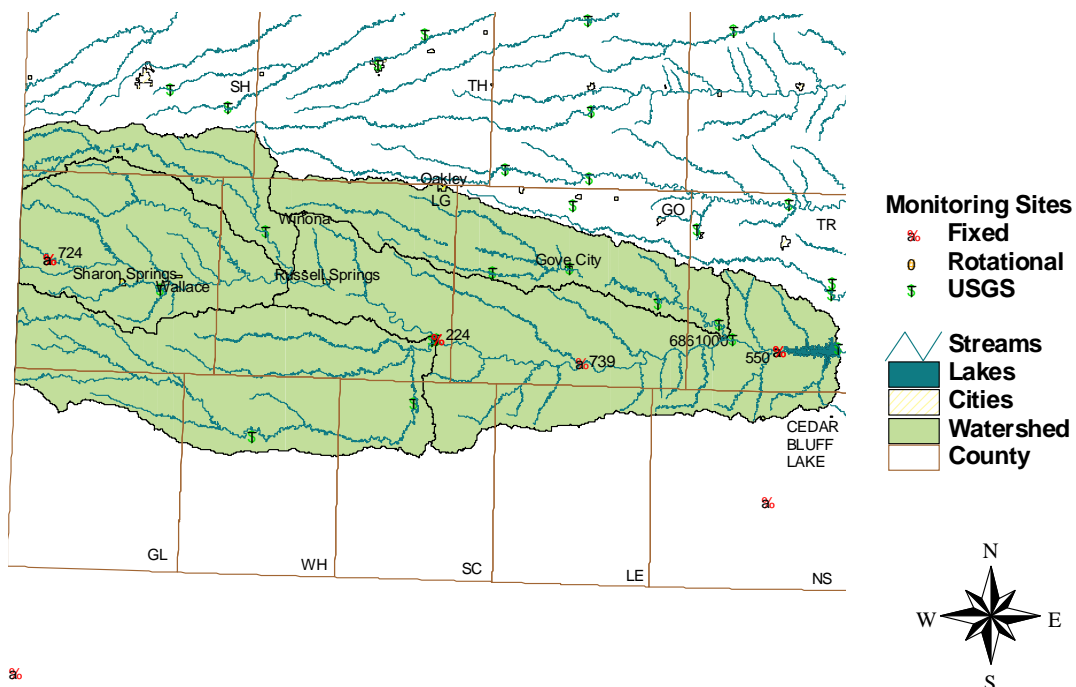 SH
TH
Oakley
LG
GO
TR
Winona
724
Sharon Springs
Wallace
Russell Springs
Gove City
224
739
6861000
550
CEDAR
BLUFF
LAKE
GL
WH
SC
LE
NS
Monitoring Sites
Fixed
Rotational
USGS
Streams
Lakes
Cities
Watershed
County
N
W
E
S